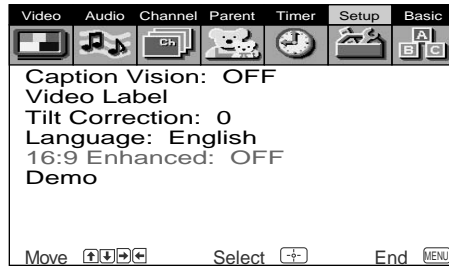 Video Audio Channel Parent Timer Setup Basic
Ch A B C
Caption Vision: OFF
Video Label
Tilt Correction: 0
Language: English
16:9 Enhanced: OFF
Demo
Move Select End MENU